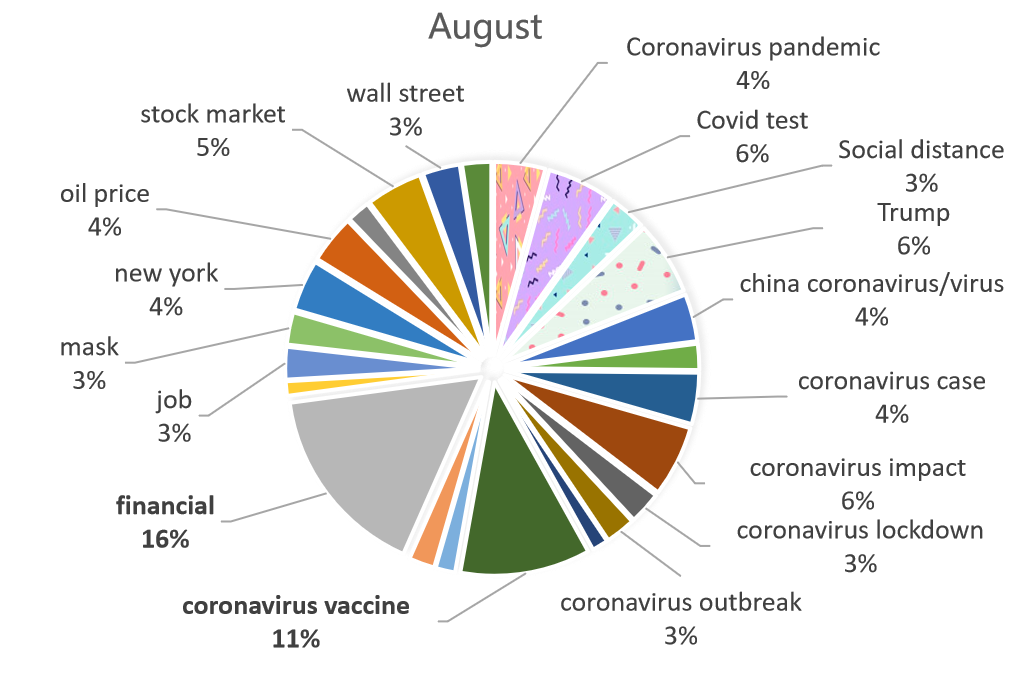 August
Coronavirus pandemic
4%
Covid test
6%
Social distance
3%
Trump
6%
china coronavirus/virus
4%
coronavirus case
4%
coronavirus impact
6%
coronavirus lockdown
3%
coronavirus outbreak
3%
coronavirus vaccine
11%
financial
16%
job
3%
mask
3%
new york
4%
oil price
4%
stock market
5%
wall street
3%